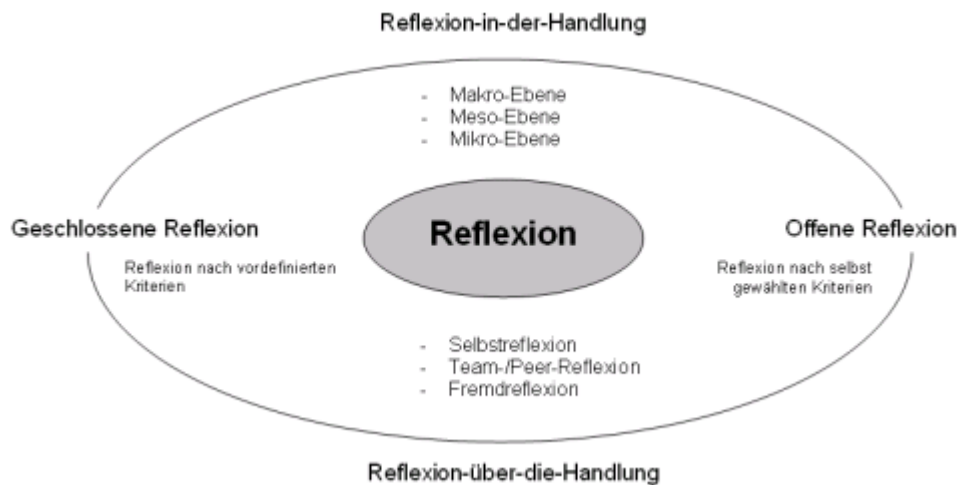 Reflexion-in-der-Handlung
- Makro-Ebene
- Meso-Ebene
- Mikro-Ebene
Geschlossene Reflexion
Reflexion nach vordefinierten
Kriterien
Reflexion
Offene Reflexion
Reflexion nach selbst
gewählten Kriterien
- Selbstreflexion
- Team-/Peer-Reflexion
- Fremdreflexion
Reflexion-über-die-Handlung